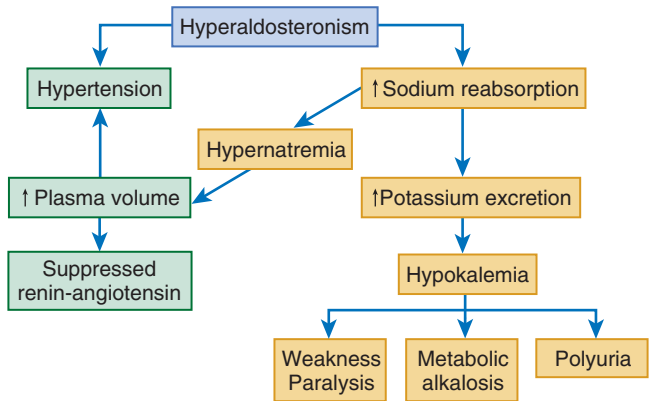 Hyperaldosteronism
Hypertension
↑Sodium reabsorption
Hypernatremia
↑Plasma volume
↑Potassium excretion
Suppressed
renin-angiotensin
Hypokalemia
Weakness
Paralysis
Metabolic
alkalosis
Polyuria